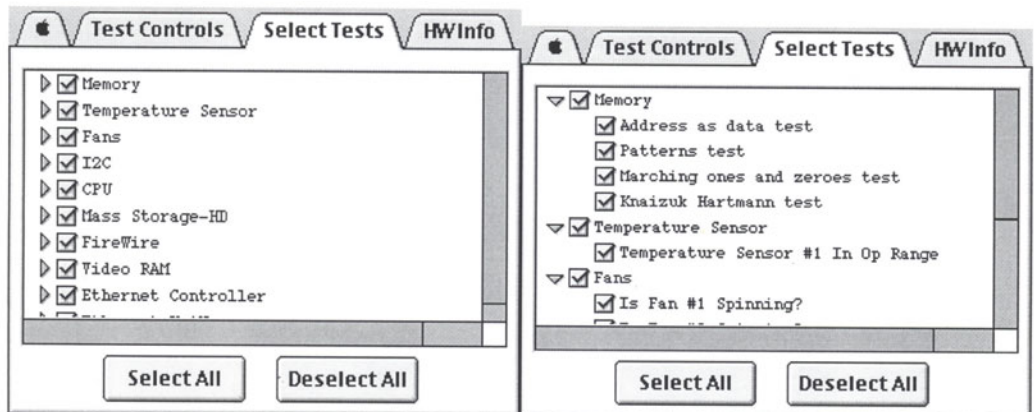 Test Controls Select Tests HWInfo
Memory
Temperature Sensor
Fans
I2C
CPU
Mass Storage-HD
FireWire
Video RAM
Ethernet Controller
Select All Deselect All
Test Controls Select Tests HWInfo
Memory
Address as data test
Patterns test
Marching ones and zeroes test
Knaizuk Hartmann test
Temperature Sensor
Temperature Sensor #1 In Op Range
Fans
Is Fan #1 Spinning?
Select All Deselect All